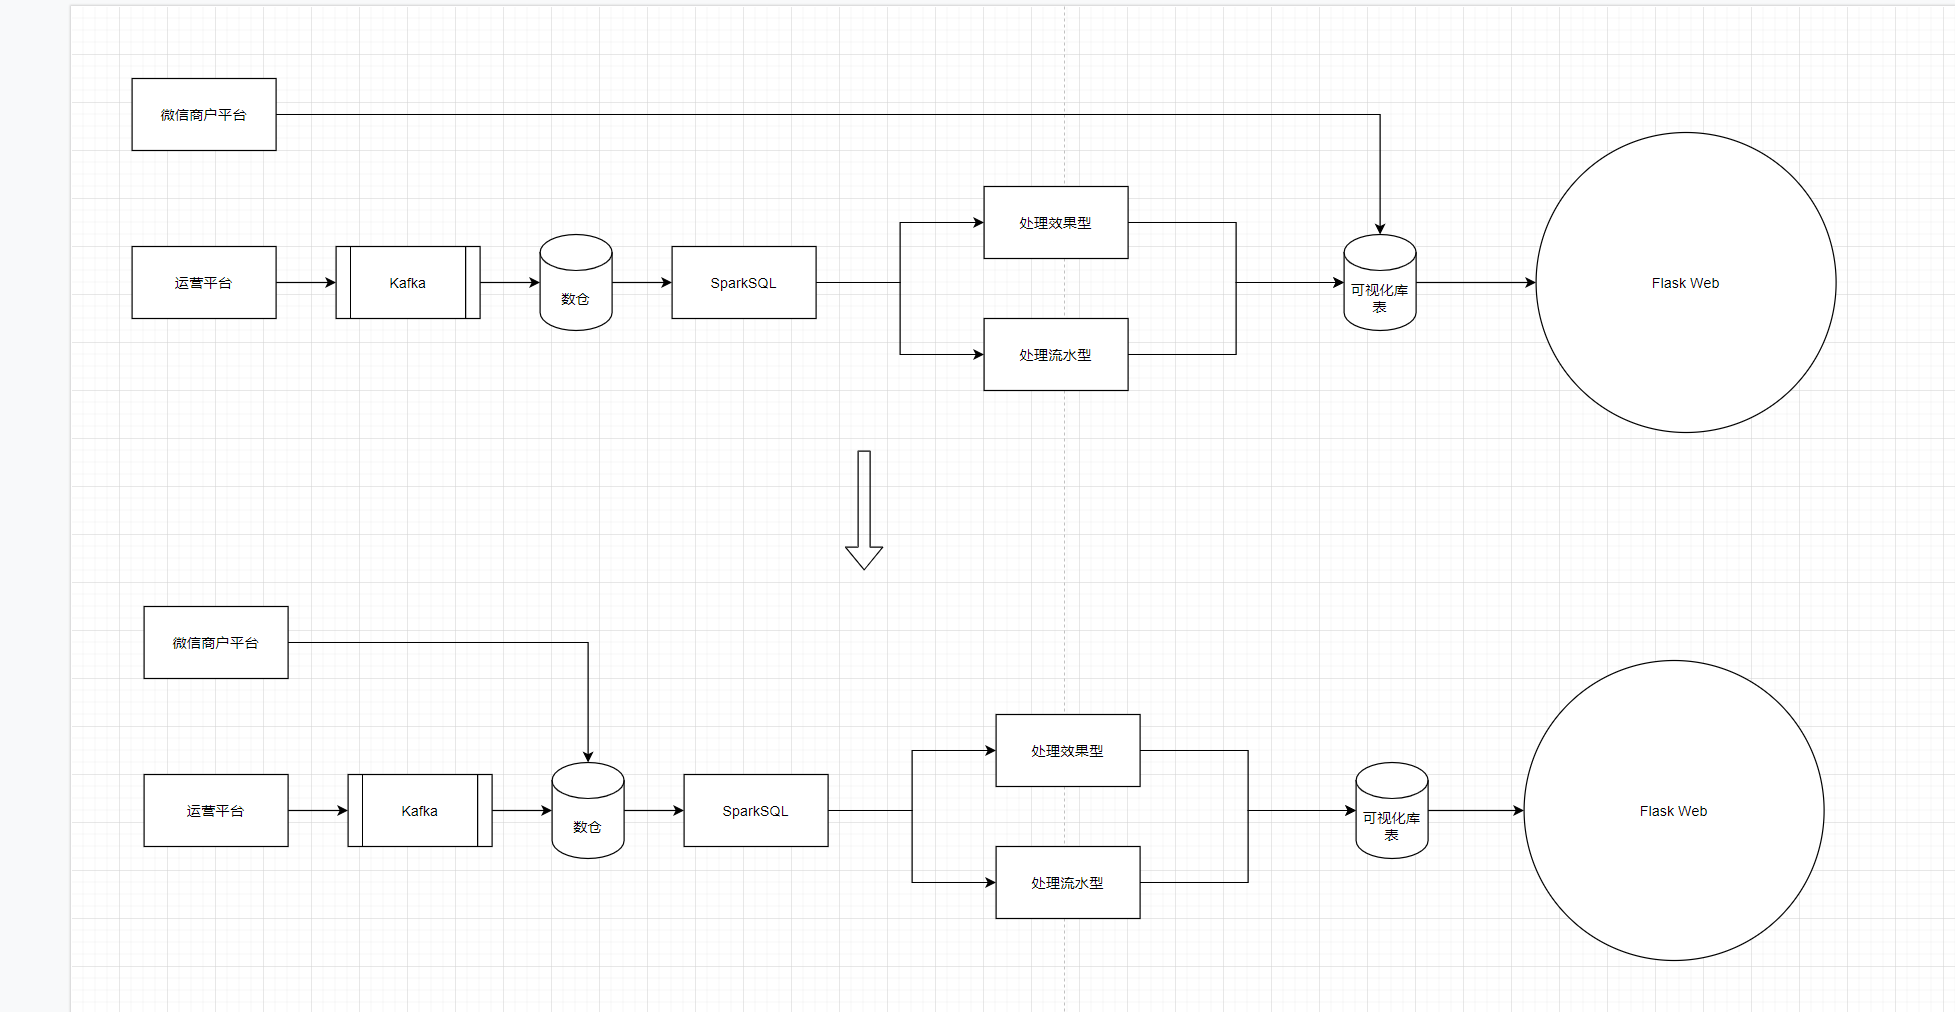 微信商户平台
运营平台
Kafka
数仓
SparkSQL
处理效果型
处理流水型
可视化库
表
Flask Web
微信商户平台
运营平台
Kafka
数仓
SparkSQL
处理效果型
处理流水型
可视化库
表
Flask Web